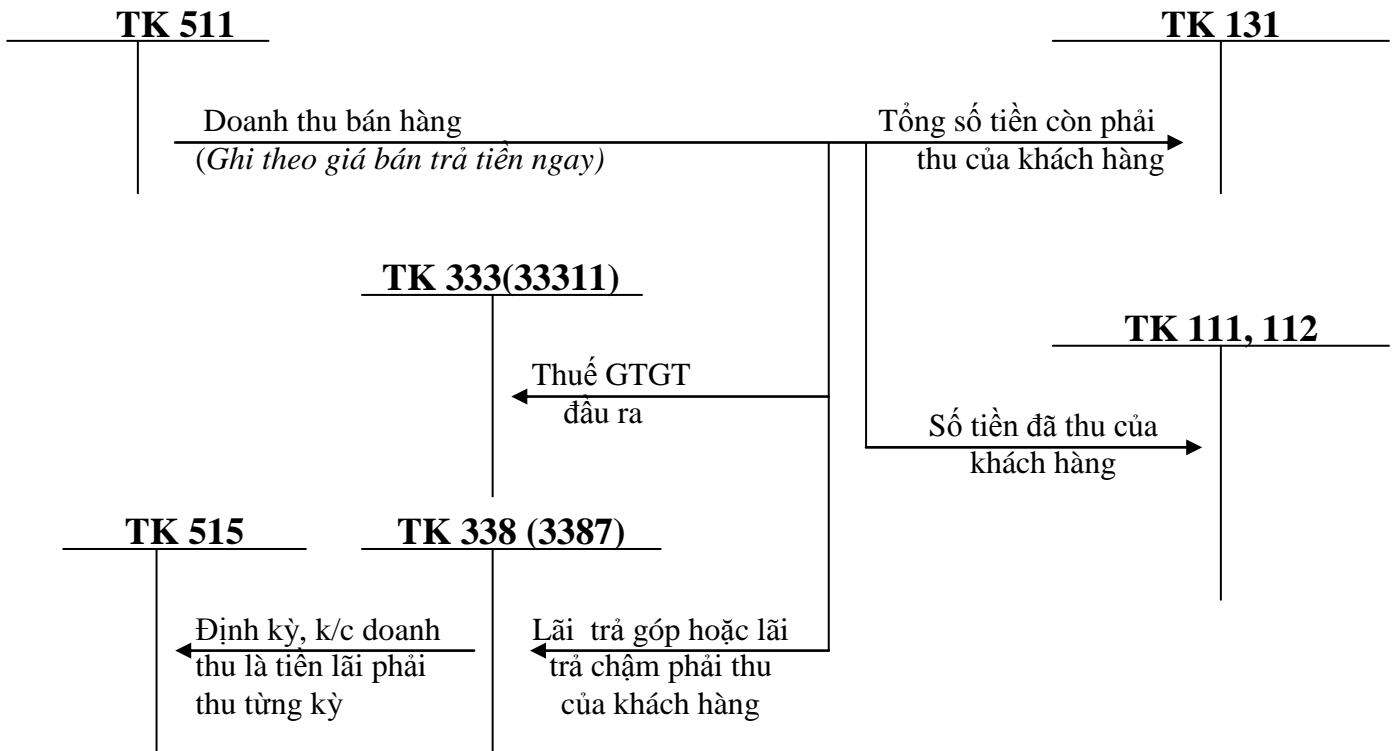 TK 511
TK 131
Doanh thu bán hàng
(Ghi theo giá bán trả tiền ngay)
Tổng số tiền còn phải
thu của khách hàng
TK 333(33311)
Thuế GTGT
đầu ra
TK 111, 112
Số tiền đã thu của
khách hàng
TK 515
TK 338 (3387)
Định kỳ, k/c doanh
thu là tiền lãi phải
thu từng kỳ
Lãi trả góp hoặc lãi
trả chậm phải thu
của khách hàng